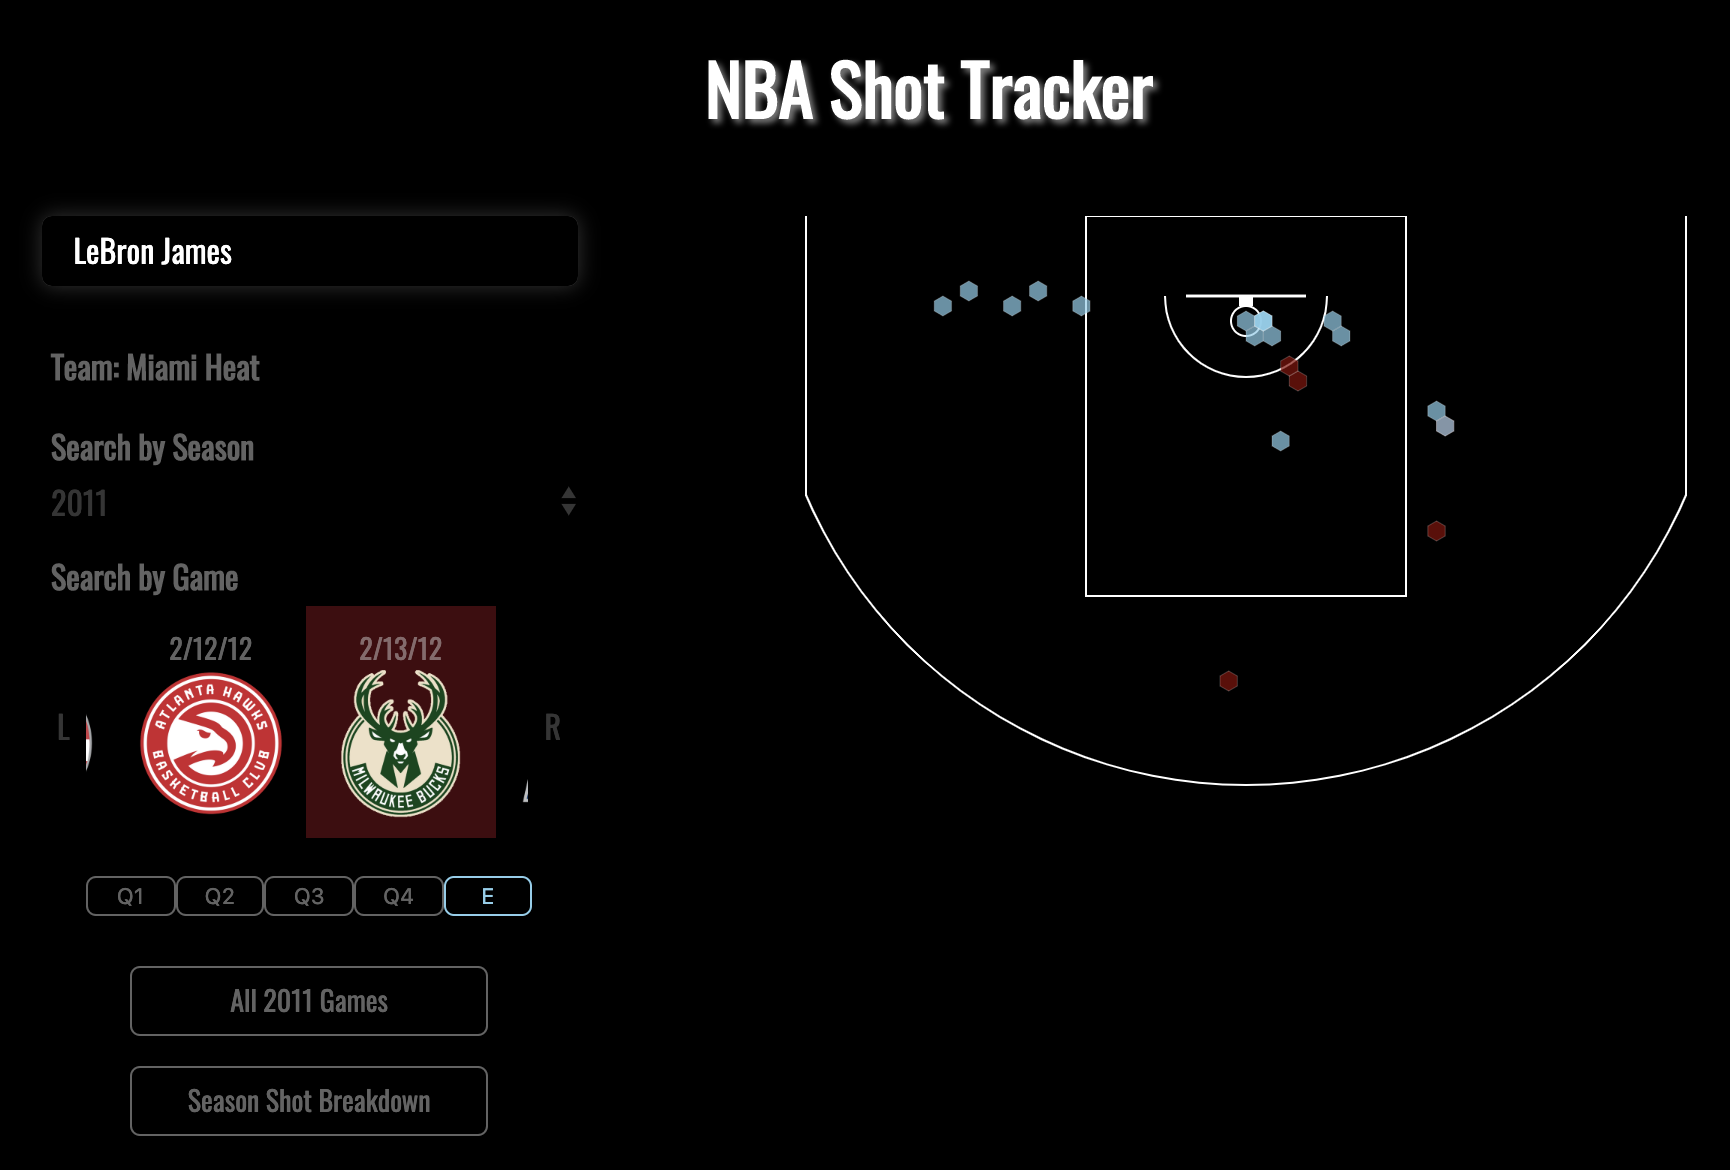 NBA Shot Tracker
LeBron James
Team: Miami Heat
Search by Season
2011
Search by Game
2/12/12
2/13/12
ATLANTA HAWKS
BASKETBALL CLUB
MILWAUKEE BUCKS
L
R
Q1
Q2
Q3
Q4
E
All 2011 Games
Season Shot Breakdown